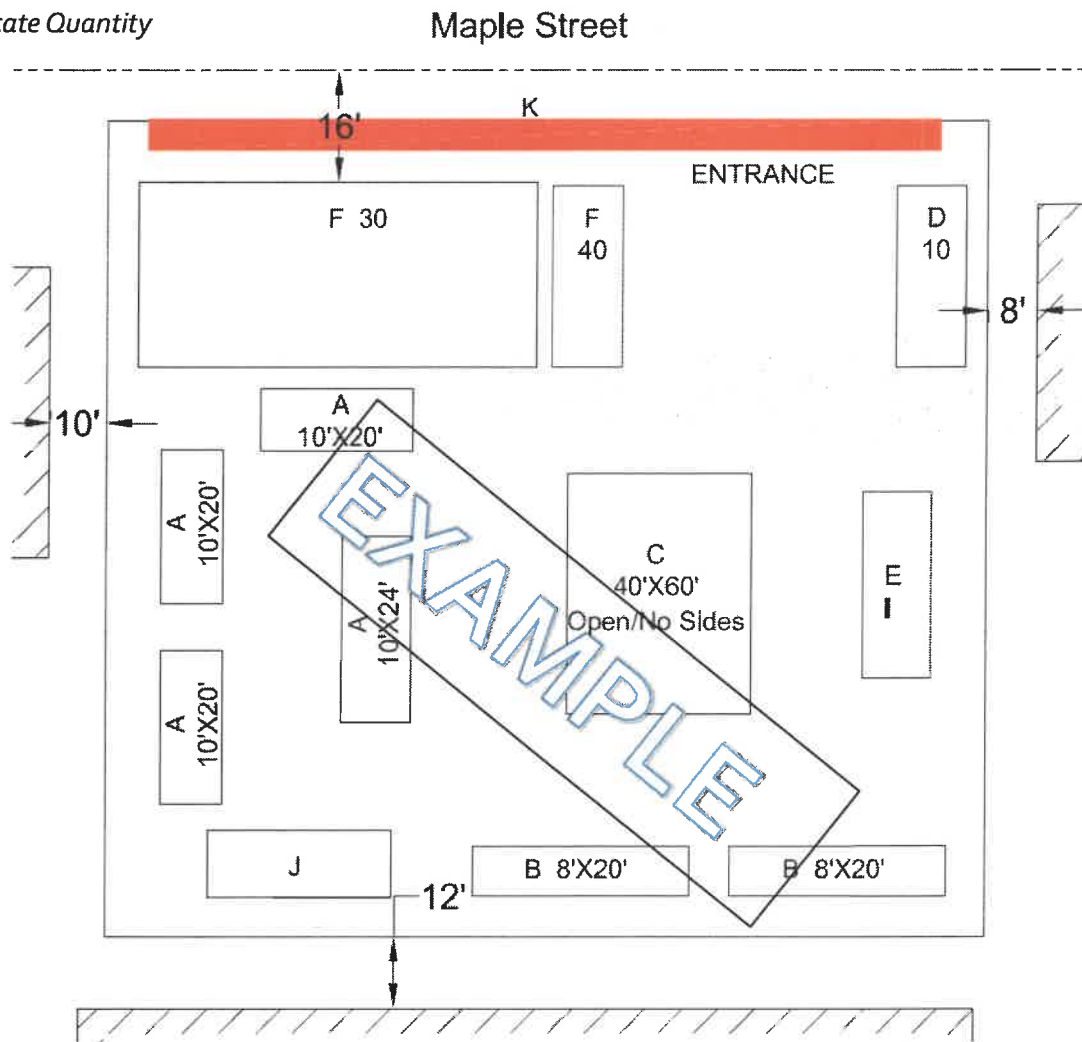 Quantity
Maple Street
K
16'
ENTRANCE
F 30
F
40
D
10
8'
10'
A
10'X20'
A
10'X20'
A
10'X24'
C
40'X60'
Open/No Sides
E
I
EXAMPLE
A
10'X20'
J
B 8'X20'
B 8'X20'
12'